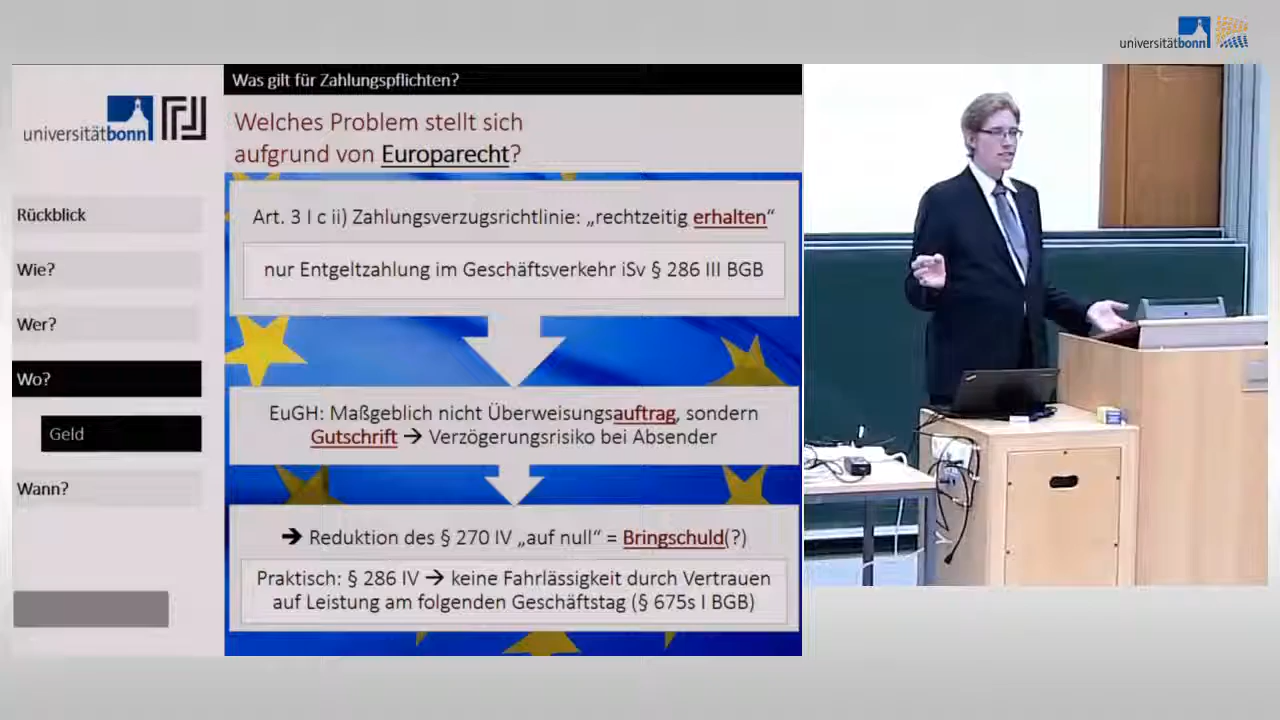 universitätbonn
Was gilt für Zahlungspflichten?
universitätbonn
Welches Problem stellt sich
aufgrund von Europarecht?
Rückblick
Wie?
Wer?
Wo?
Geld
Wann?
Art. 3 I c ii) Zahlungsverzugsrichtlinie: „rechtzeitig erhalten“
nur Entgeltzahlung im Geschäftsverkehr iSv § 286 III BGB
EuGH: Maßgeblich nicht Überweisungsauftrag, sondern
Gutschrift → Verzögerungsrisiko bei Absender
→ Reduktion des § 270 IV „auf null“ = Bringschuld(?)
Praktisch: § 286 IV → keine Fahrlässigkeit durch Vertrauen
auf Leistung am folgenden Geschäftstag (§ 675s I BGB)